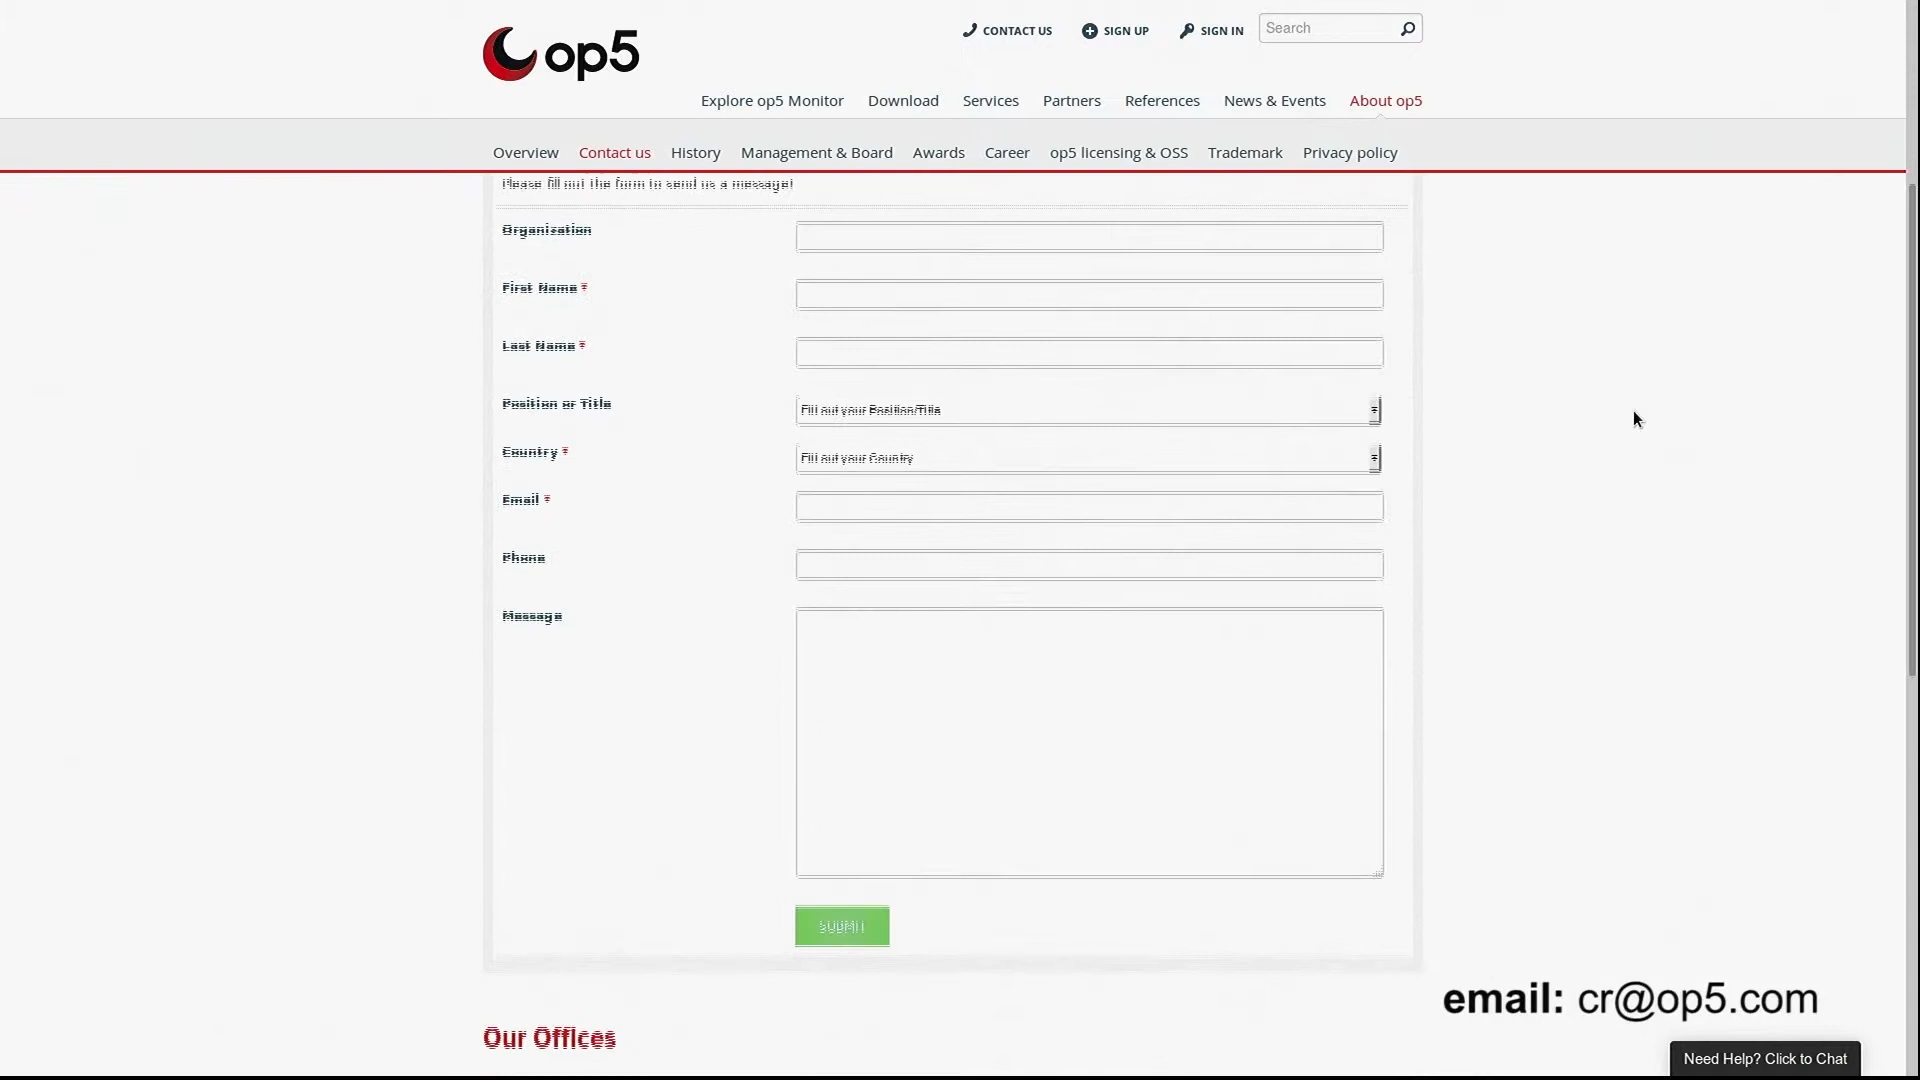 op5
CONTACT US
SIGN UP
SIGN IN
Search
Explore op5 Monitor
Download
Services
Partners
References
News & Events
About op5
Overview
Contact us
History
Management & Board
Awards
Career
op5 licensing & OSS
Trademark
Privacy policy
Please fill out the form to send us a message!
Organization
First Name *
Last Name *
Position or Title
Fill out your Position/Title
Country *
Fill out your Country
Email *
Phone
Message
SUBMIT
email: cr@op5.com
Our Offices
Need Help? Click to Chat